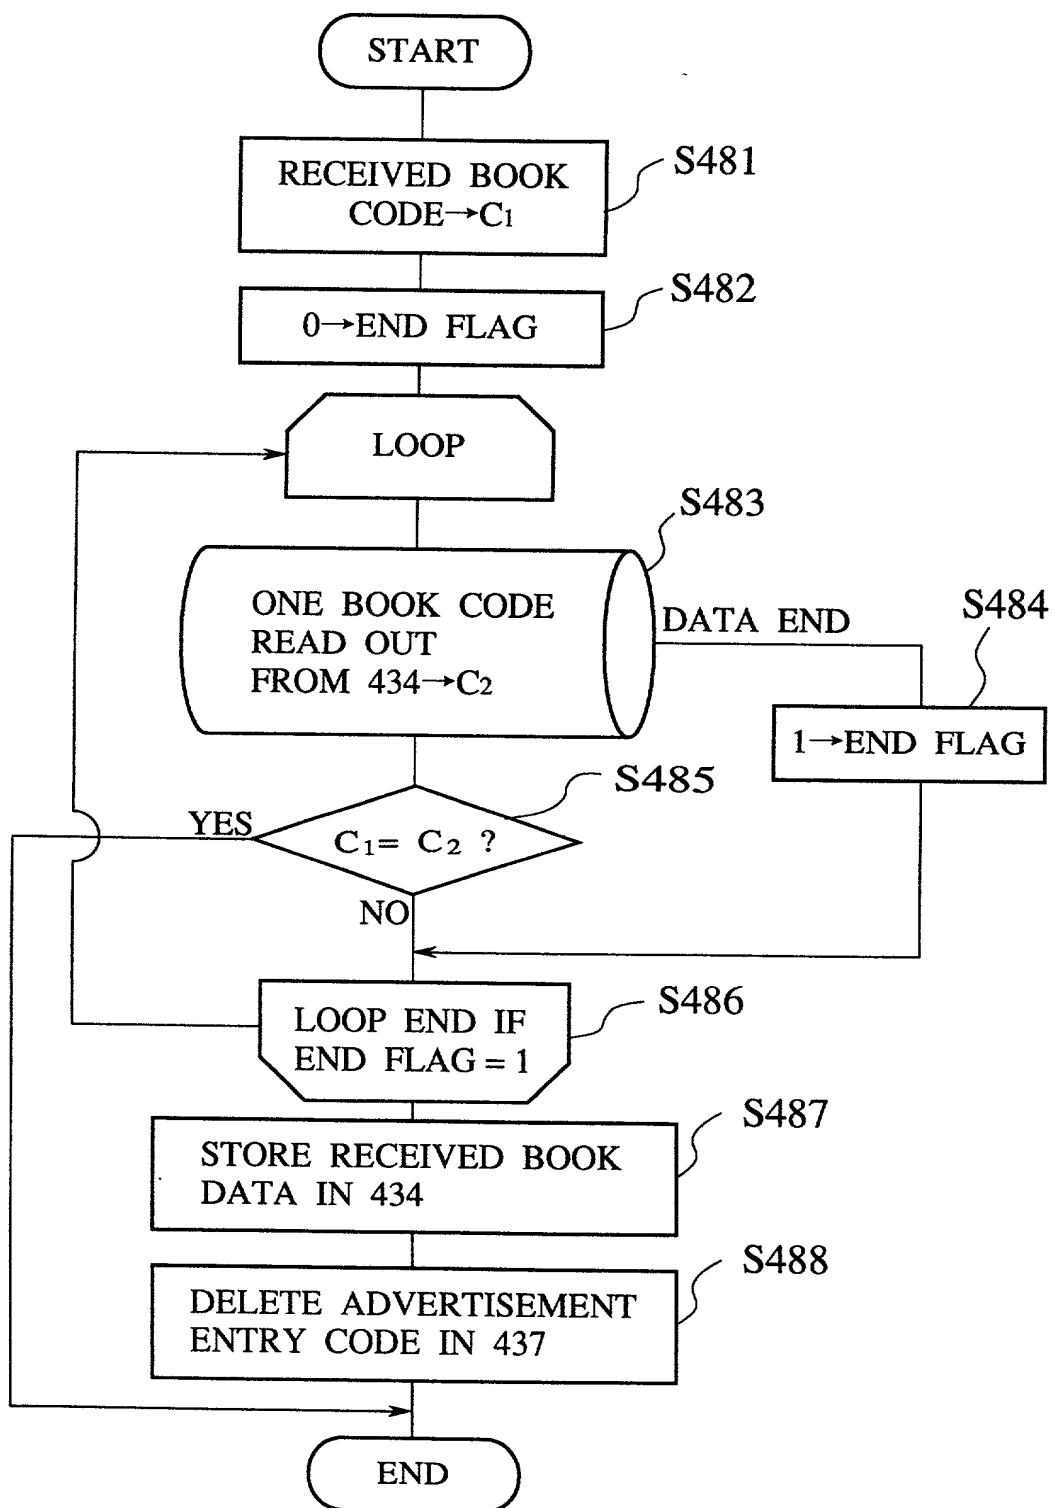 START
RECEIVED BOOK
CODE→C1
S481
0→END FLAG
S482
LOOP
S483
ONE BOOK CODE
READ OUT
FROM 434→C2
DATA END
S484
1→END FLAG
S485
YES
C1= C2 ?
NO
S486
LOOP END IF
END FLAG = 1
S487
STORE RECEIVED BOOK
DATA IN 434
S488
DELETE ADVERTISEMENT
ENTRY CODE IN 437
END